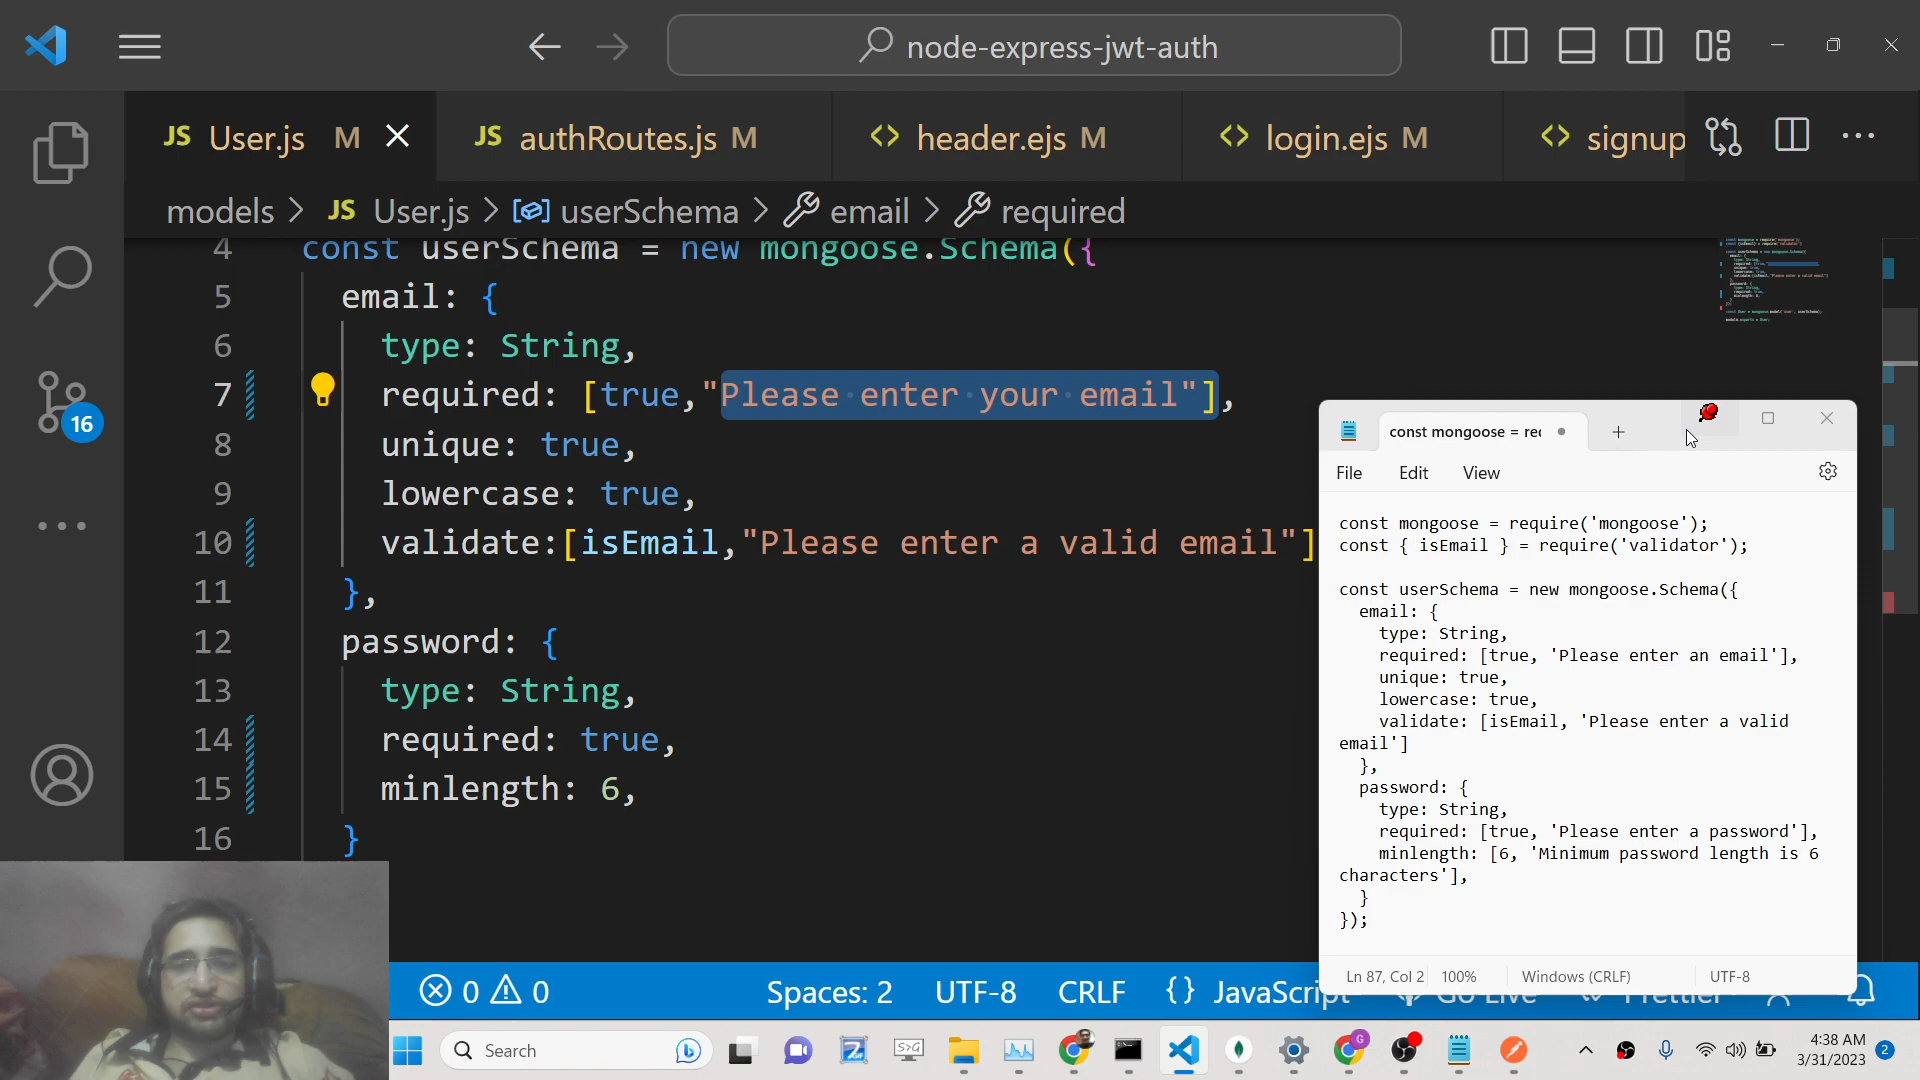 node-express-jwt-auth
JS User.js M
JS authRoutes.js M
<> header.ejs M
<> login.ejs M
<> signup
models > JS User.js > userSchema > email > required
4 const userSchema = new mongoose.Schema({
5 email: {
6 type: String,
7 required: [true,"Please enter your email"],
8 unique: true,
9 lowercase: true,
10 validate:[isEmail,"Please enter a valid email"]
11 },
12 password: {
13 type: String,
14 required: true,
15 minlength: 6,
16 }
16
const mongoose = rec
File Edit View
const mongoose = require('mongoose');
const { isEmail } = require('validator');
const userSchema = new mongoose.Schema({
email: {
type: String,
required: [true, 'Please enter an email'],
unique: true,
lowercase: true,
validate: [isEmail, 'Please enter a valid
email']
},
password: {
type: String,
required: [true, 'Please enter a password'],
minlength: [6, 'Minimum password length is 6
characters'],
}
});
Ln 87, Col 2 100% Windows (CRLF) UTF-8
0 0 Spaces: 2 UTF-8 CRLF {} JavaScript Go Live Prettier
Search
4:38 AM
3/31/2023
2